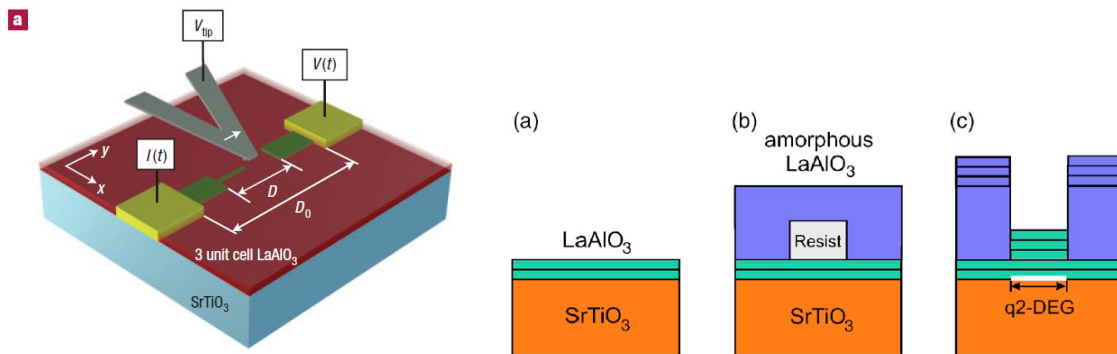 a
V_tip
V(t)
I(t)
y
x
D
D_0
3 unit cell LaAlO_3
SrTiO_3
(a)
LaAlO_3
SrTiO_3
(b)
amorphous
LaAlO_3
Resist
SrTiO_3
(c)
q2-DEG